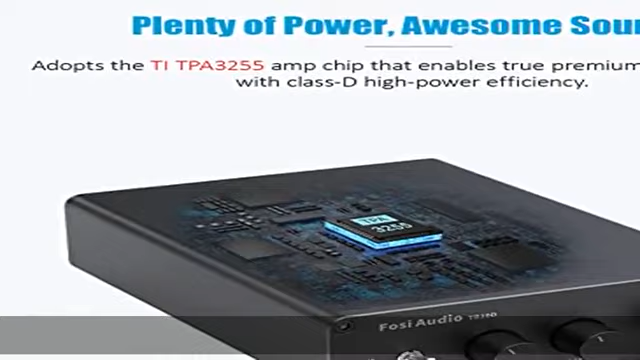 Plenty of Power, Awesome Sou
Adopts the TI TPA3255 amp chip that enables true premium
with class-D high-power efficiency.
TPA
3255
Fosi Audio